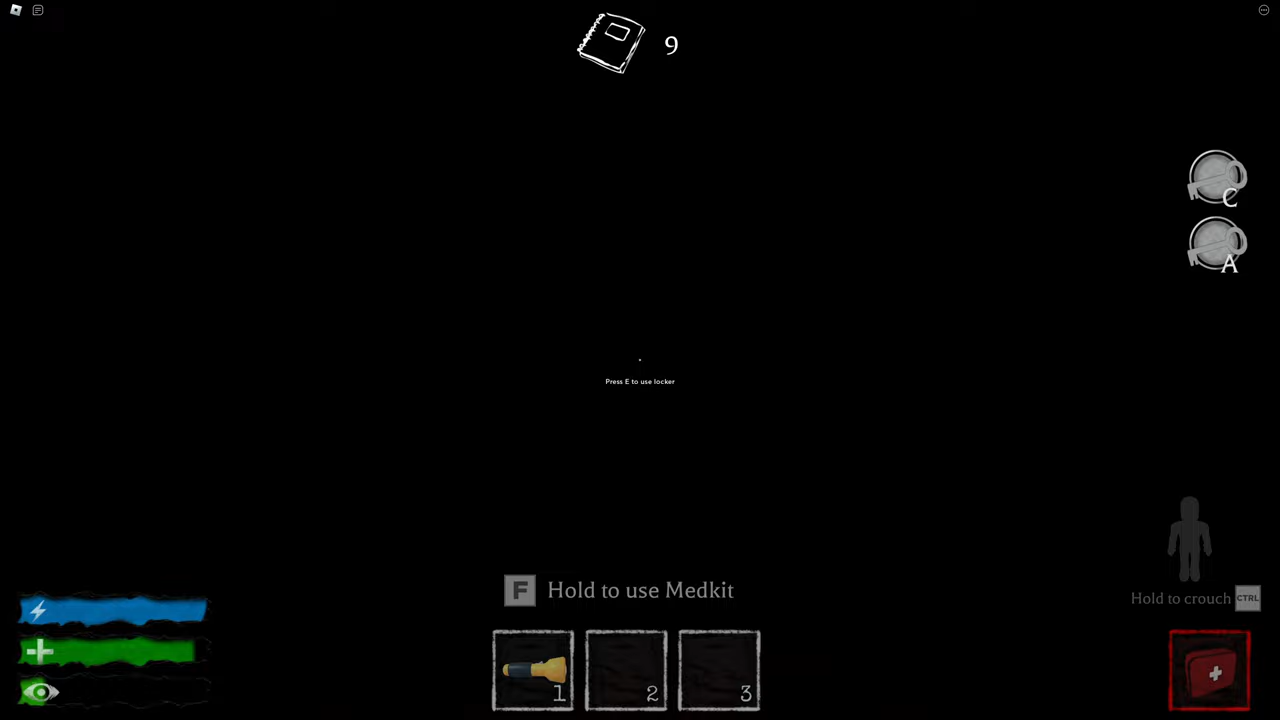 9
C
A
Press E to use locker
F Hold to use Medkit
Hold to crouch CTRL
1 2 3